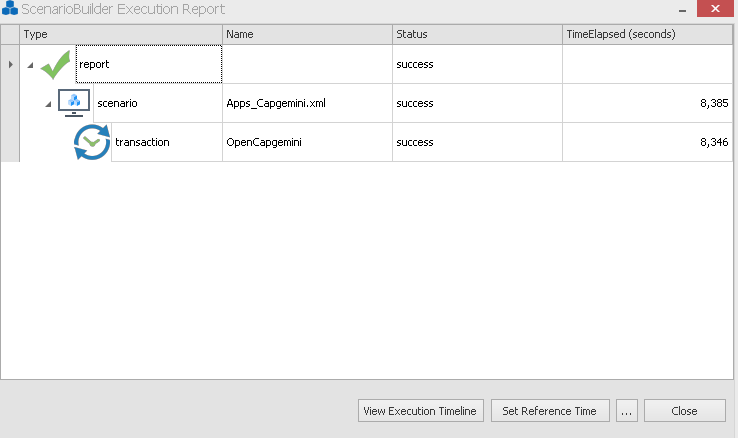 ScenarioBuilder Execution Report
Type Name Status TimeElapsed (seconds)
report success
scenario Apps_Capgemini.xml success 8,385
transaction OpenCapgemini success 8,346
View Execution Timeline Set Reference Time ... Close